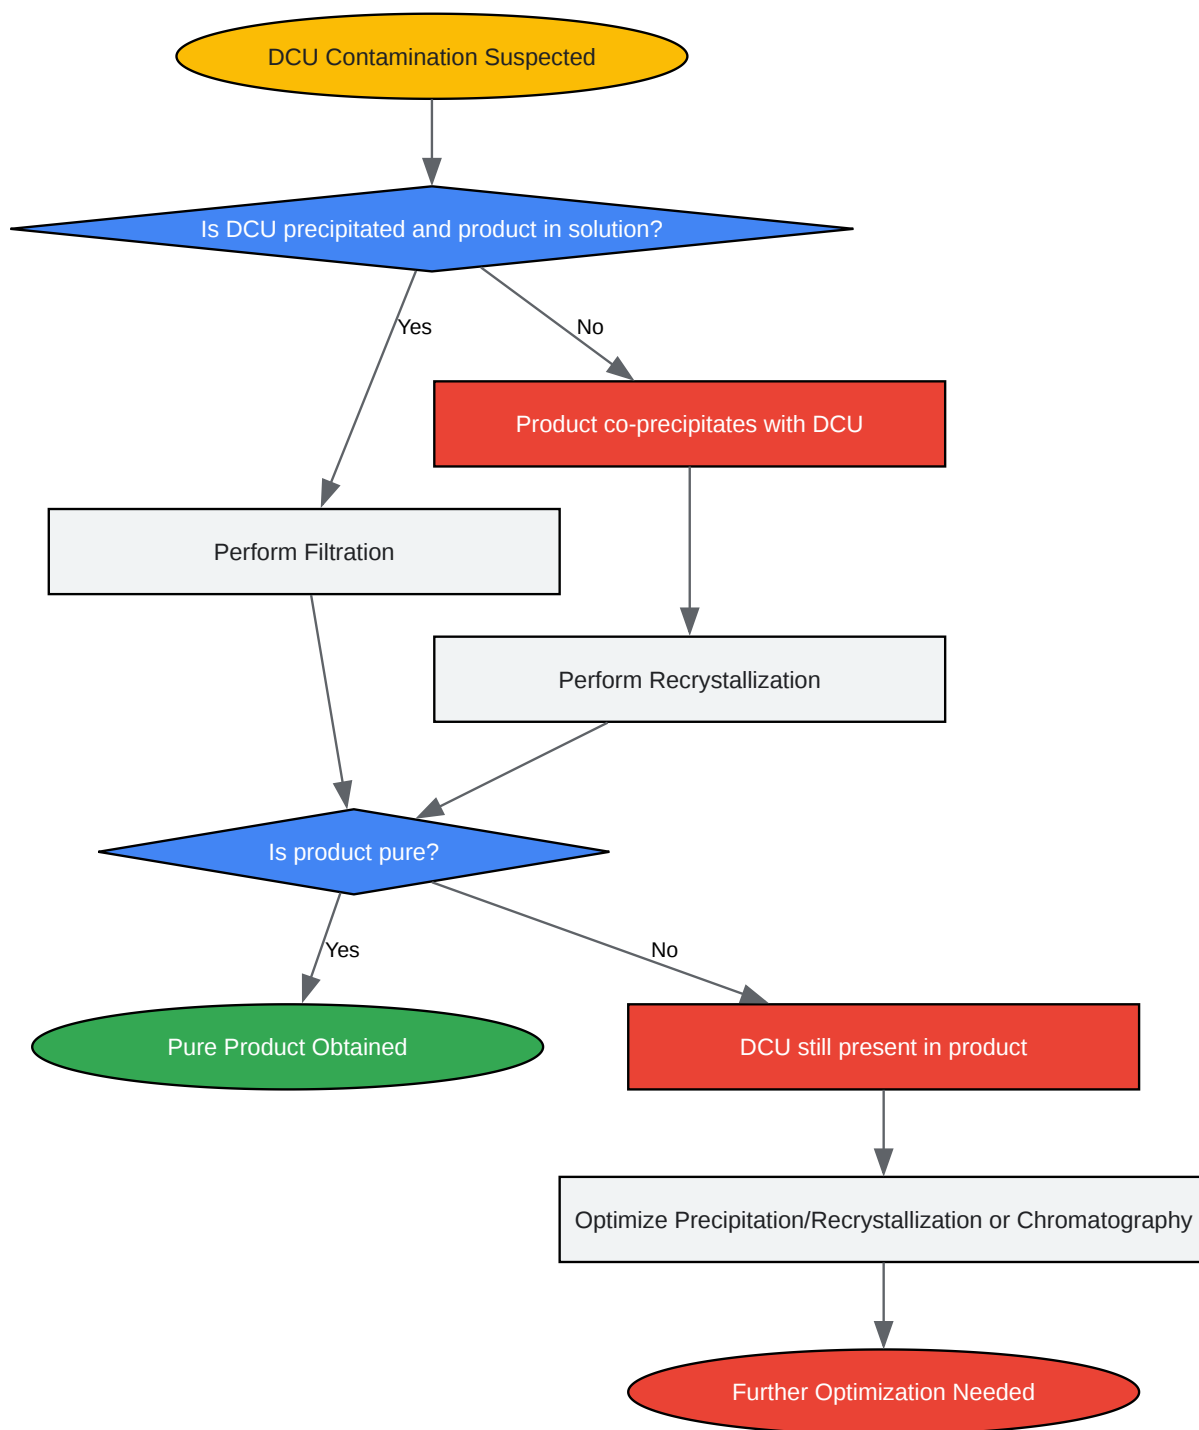 DCU Contamination Suspected
Is DCU precipitated and product in solution?
Yes
No
Product co-precipitates with DCU
Perform Filtration
Perform Recrystallization
Is product pure?
Yes
No
Pure Product Obtained
DCU still present in product
Optimize Precipitation/Recrystallization or Chromatography
Further Optimization Needed